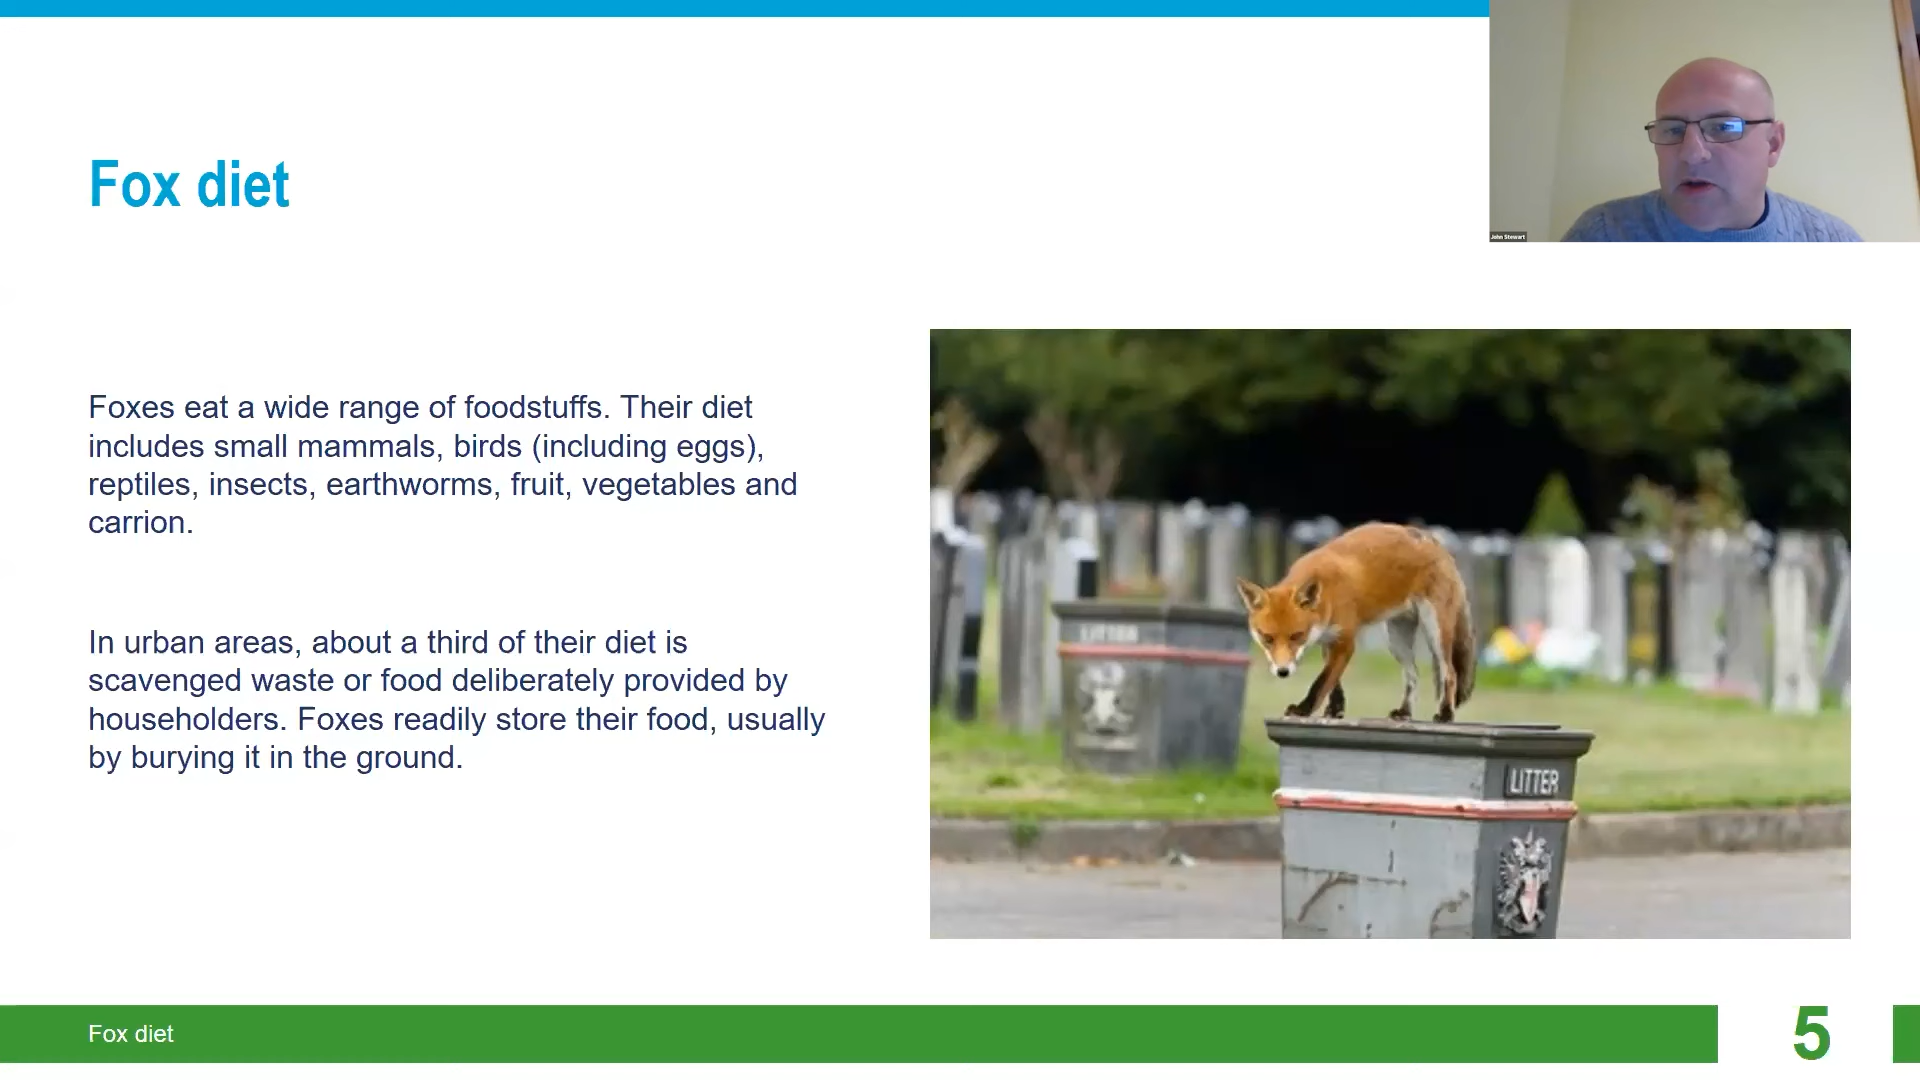 John Stewart
Fox diet
Foxes eat a wide range of foodstuffs. Their diet
includes small mammals, birds (including eggs),
reptiles, insects, earthworms, fruit, vegetables and
carrion.
In urban areas, about a third of their diet is
scavenged waste or food deliberately provided by
householders. Foxes readily store their food, usually
by burying it in the ground.
LITTER
LITTER
Fox diet
5